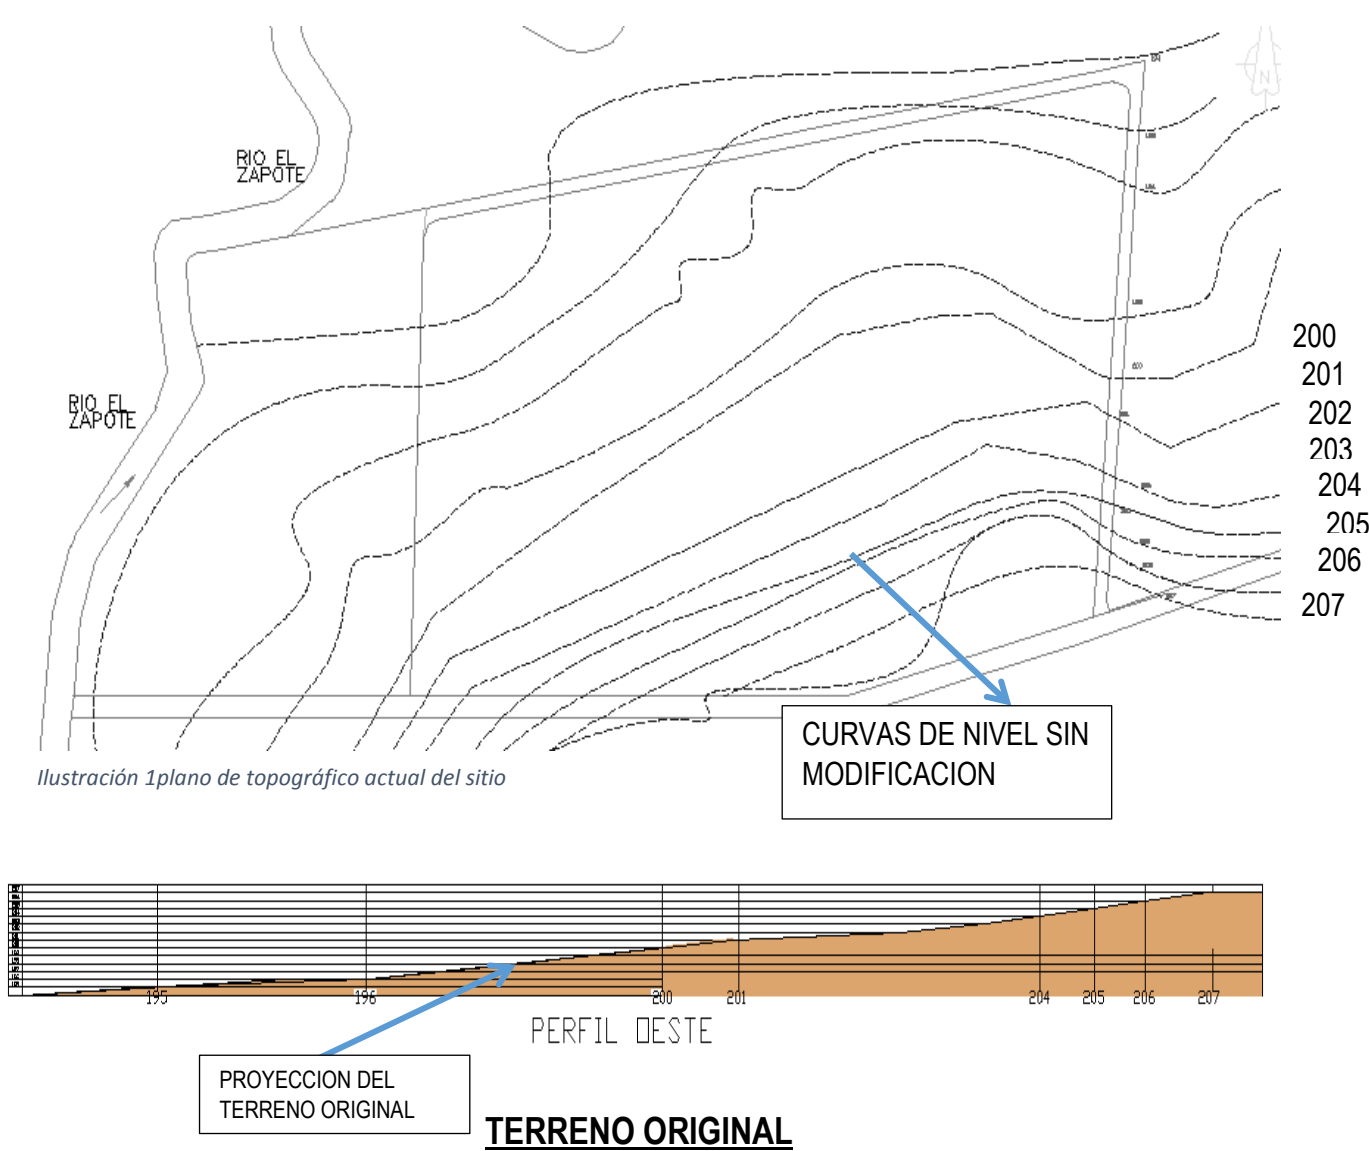 N
RIO EL
ZAPOTE
RIO EL
ZAPOTE
200
201
202
203
204
205
206
207
CURVAS DE NIVEL SIN
MODIFICACION
Ilustración 1plano de topográfico actual del sitio
195 196 200 201 204 205 206 207
PERFIL OESTE
PROYECCION DEL
TERRENO ORIGINAL
TERRENO ORIGINAL